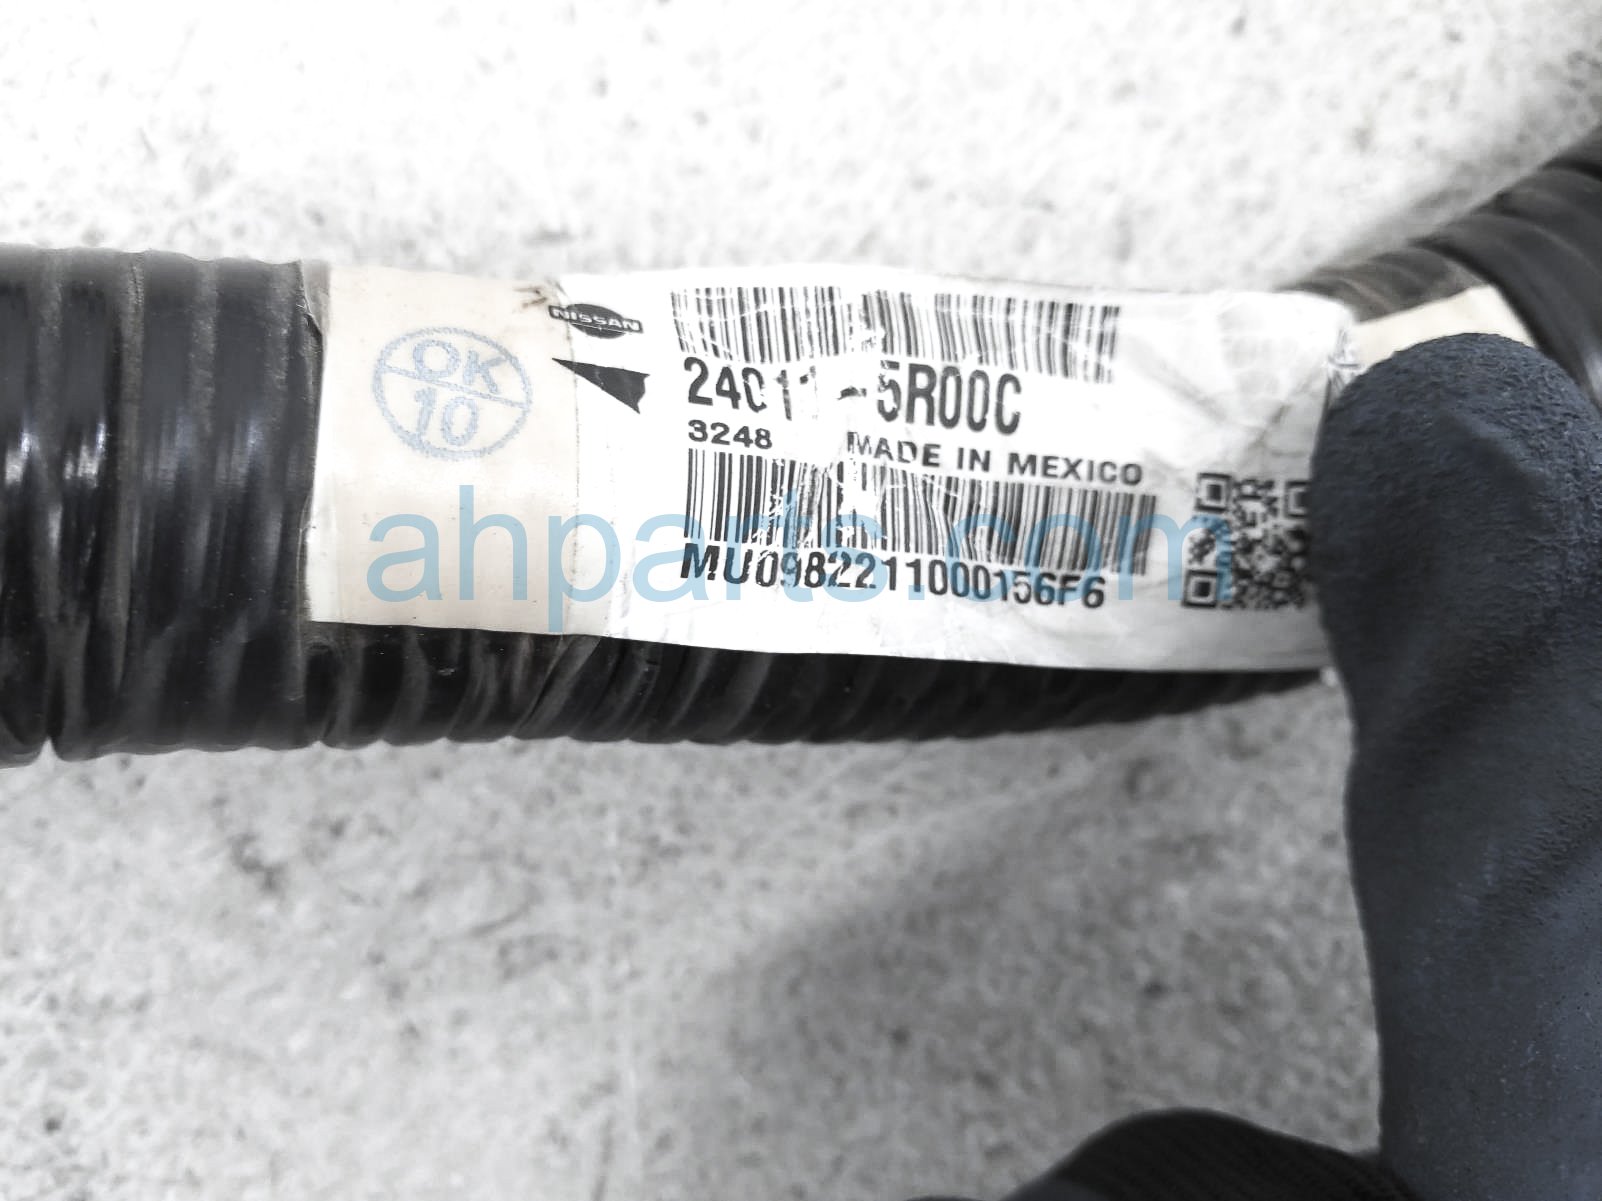 OK
10
NISSAN
24011-5R00C
3248 MADE IN MEXICO
MU0982211000156F6
ahparts.com